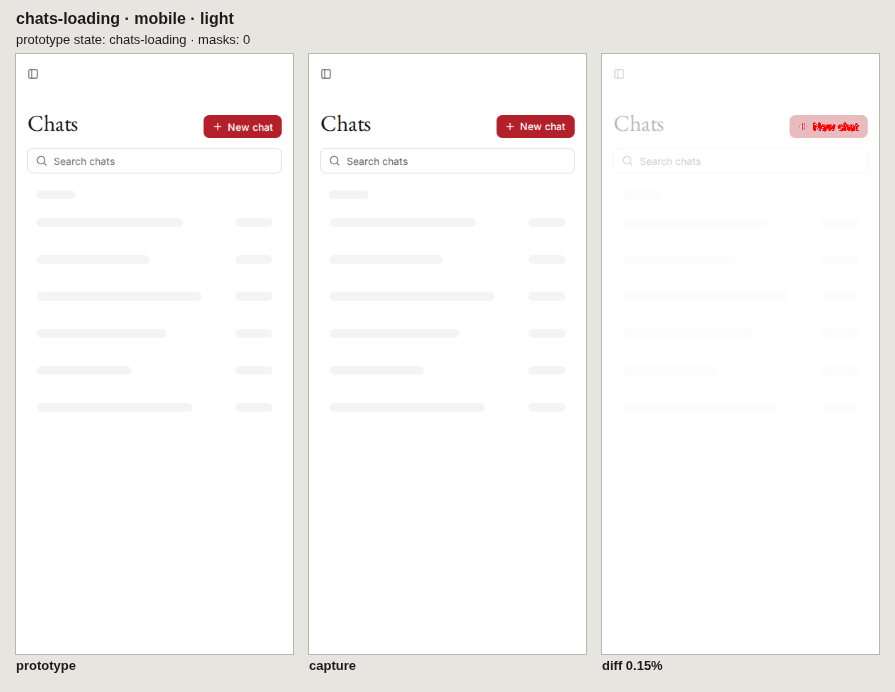 chats-loading · mobile · light
prototype state: chats-loading · masks: 0
Chats
+ New chat
Search chats
prototype
Chats
+ New chat
Search chats
capture
Chats
Search chats
diff 0.15%